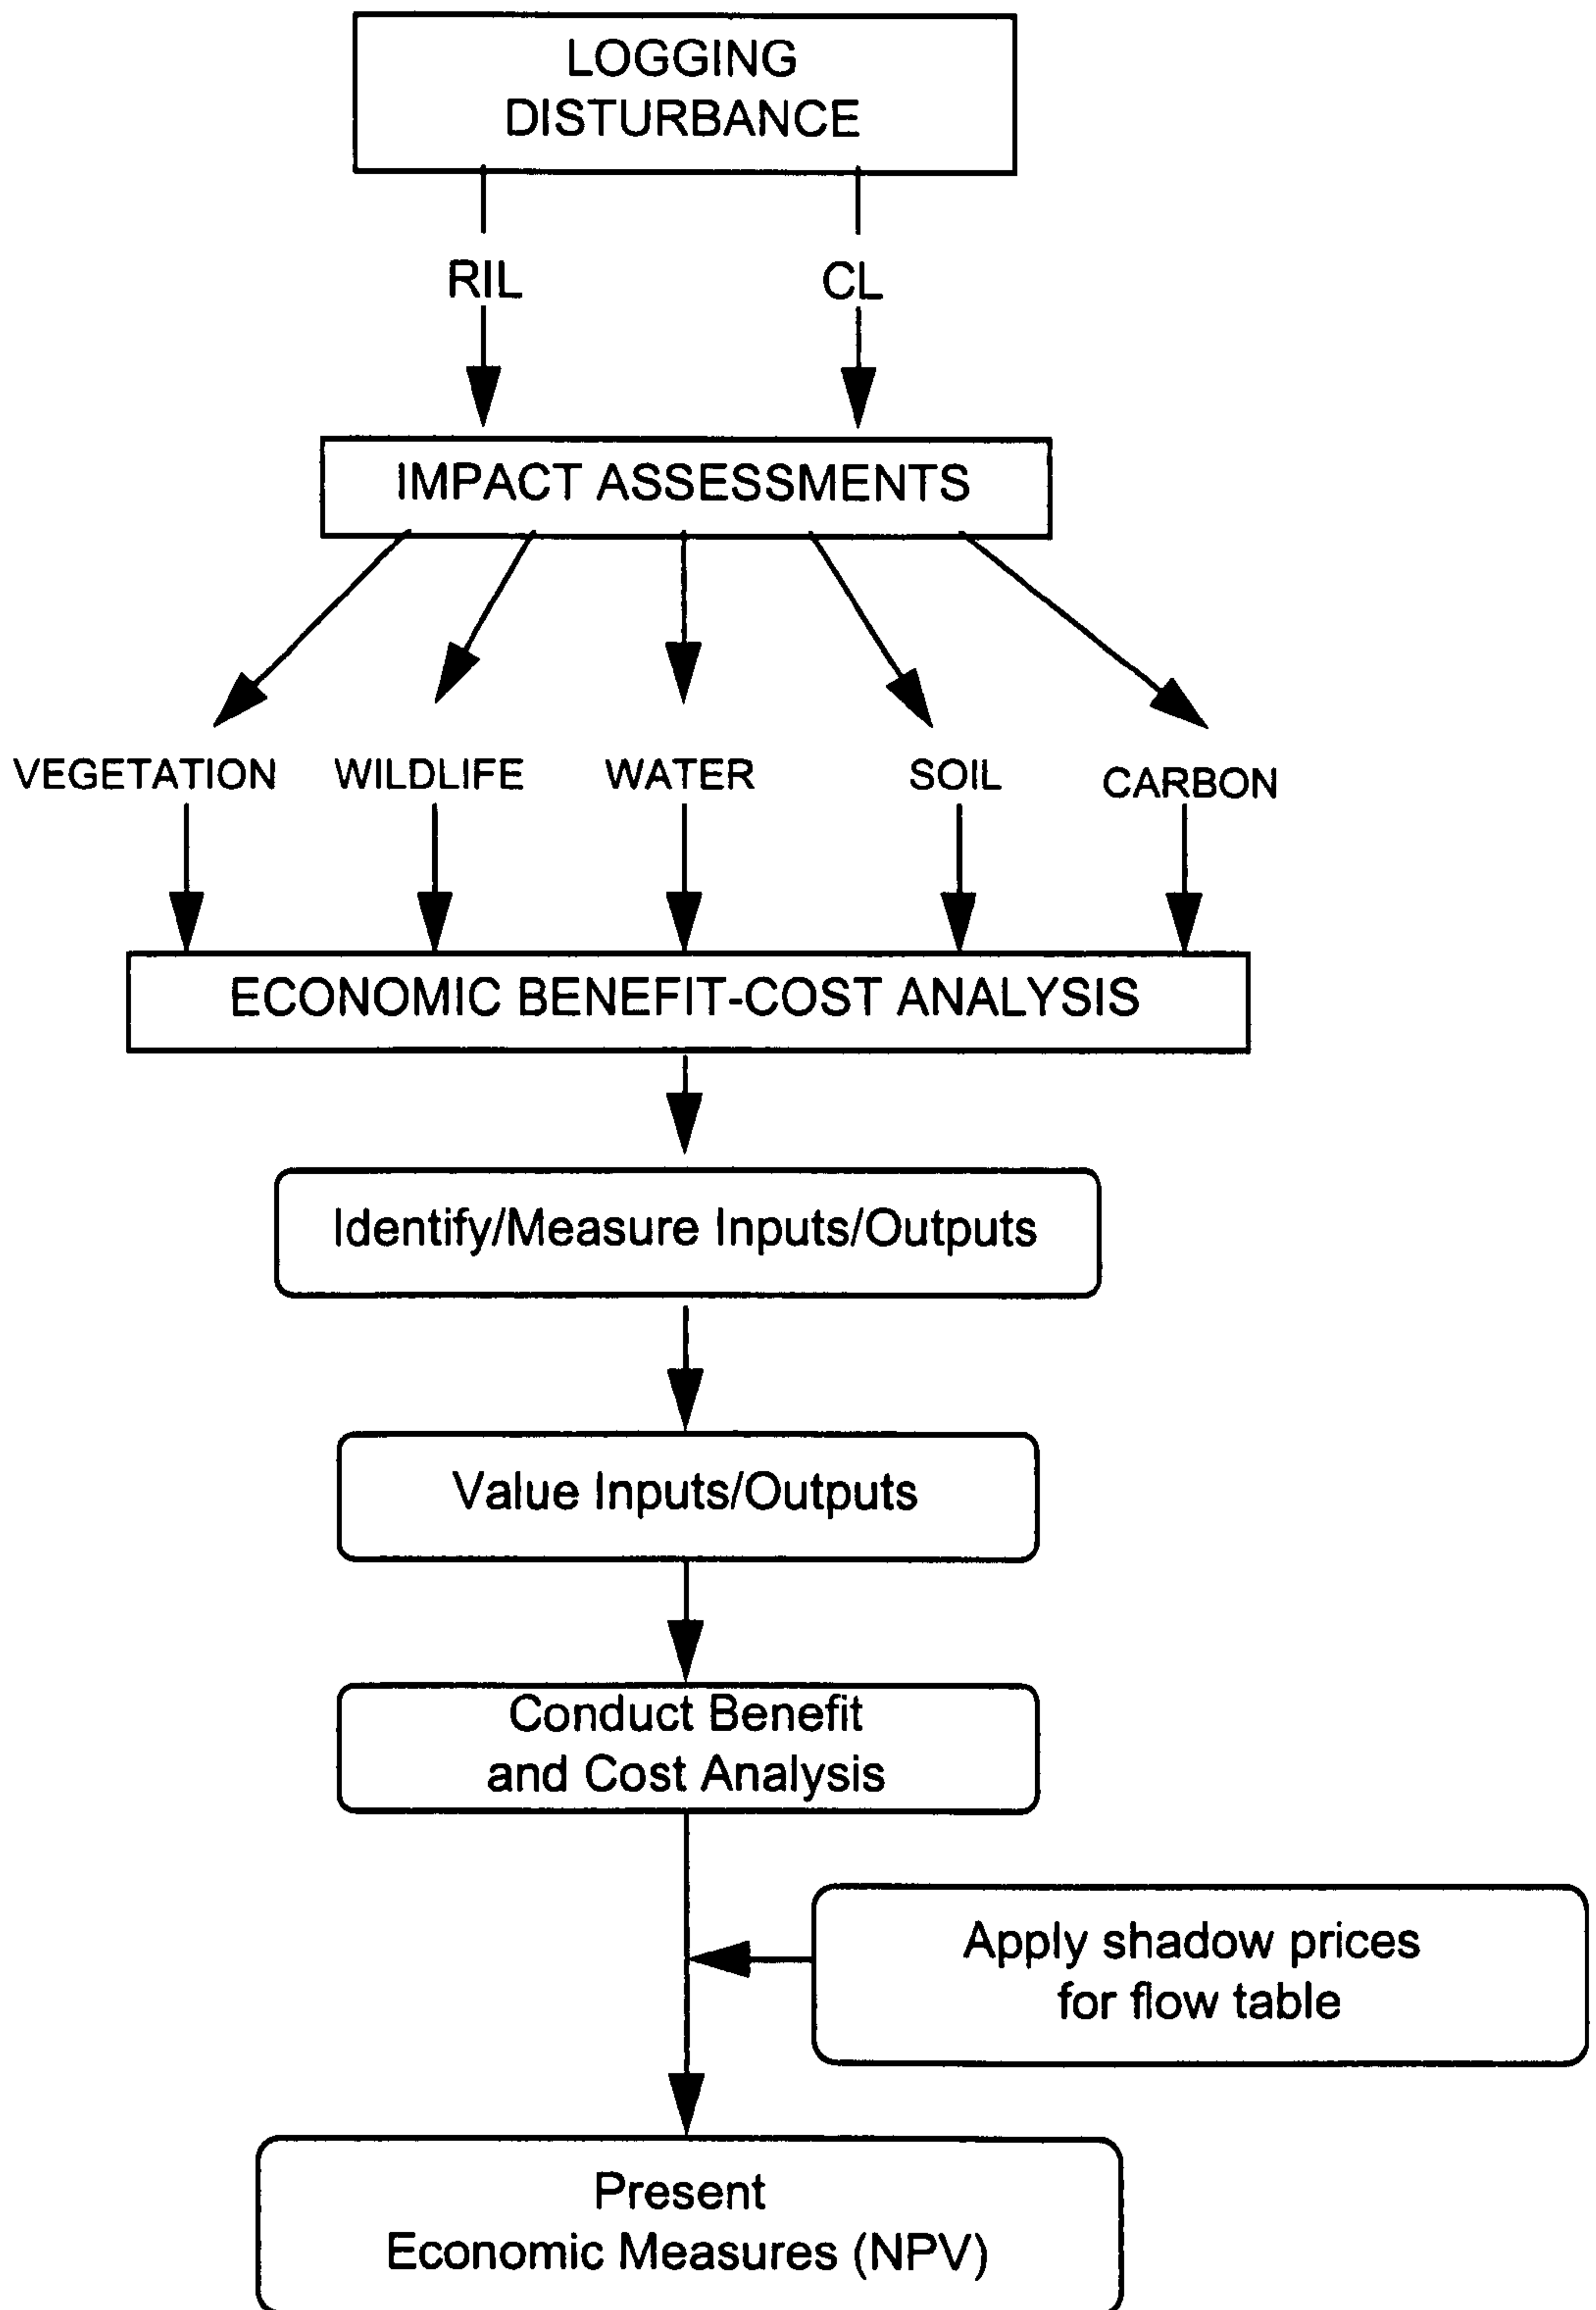 LOGGING
DISTURBANCE
RIL
CL
IMPACT ASSESSMENTS
VEGETATION
WILDLIFE
WATER
SOIL
CARBON
ECONOMIC BENEFIT-COST ANALYSIS
Identify/Measure Inputs/Outputs
Value Inputs/Outputs
Conduct Benefit
and Cost Analysis
Apply shadow prices
for flow table
Present
Economic Measures (NPV)